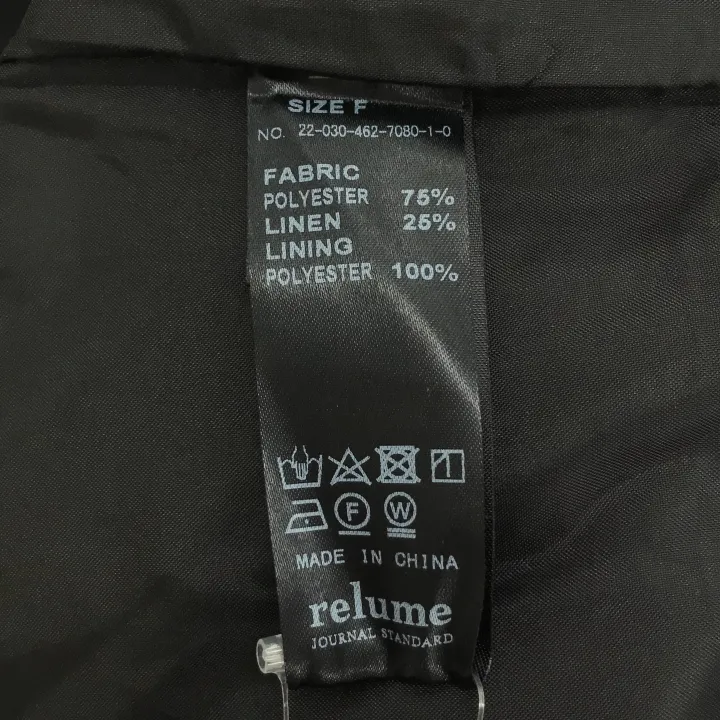 SIZE F
NO. 22-030-462-7080-1-0
FABRIC
POLYESTER 75%
LINEN 25%
LINING
POLYESTER 100%
F W
MADE IN CHINA
relume
JOURNAL STANDARD